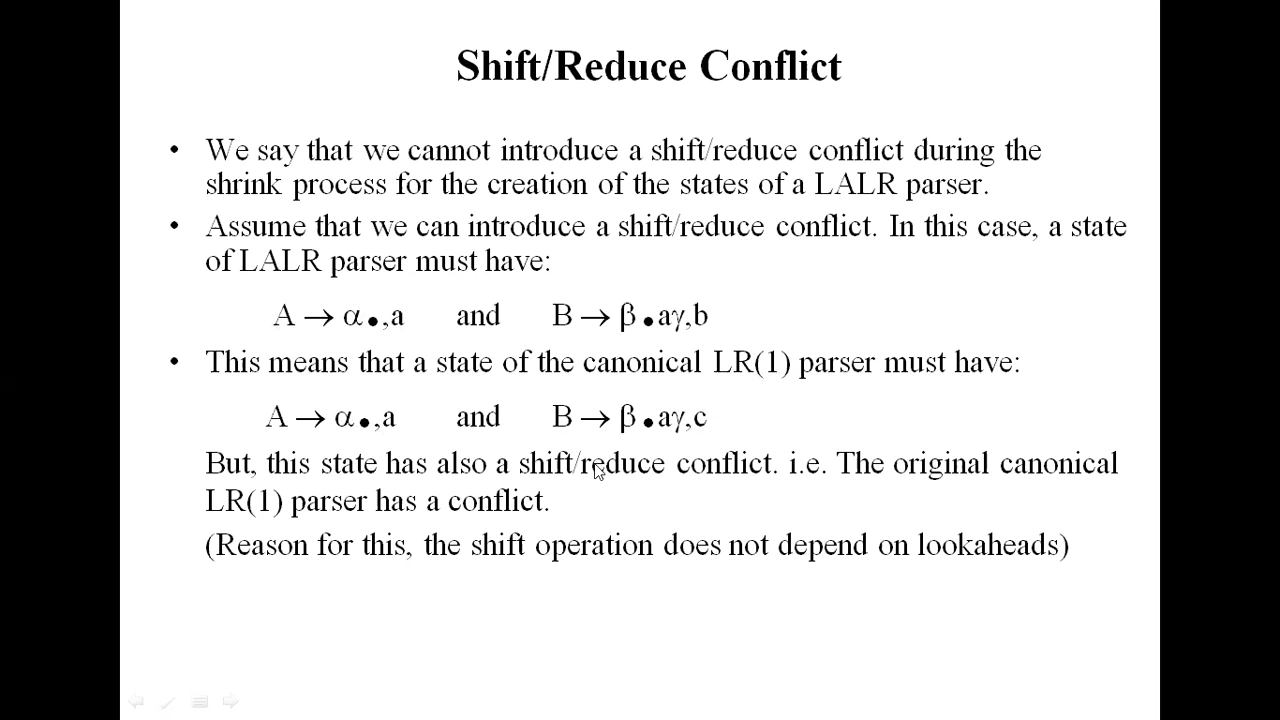 Shift/Reduce Conflict
• We say that we cannot introduce a shift/reduce conflict during the
shrink process for the creation of the states of a LALR parser.
• Assume that we can introduce a shift/reduce conflict. In this case, a state
of LALR parser must have:
A → α•,a and B → β•aγ,b
• This means that a state of the canonical LR(1) parser must have:
A → α•,a and B → β•aγ,c
But, this state has also a shift/reduce conflict. i.e. The original canonical
LR(1) parser has a conflict.
(Reason for this, the shift operation does not depend on lookaheads)